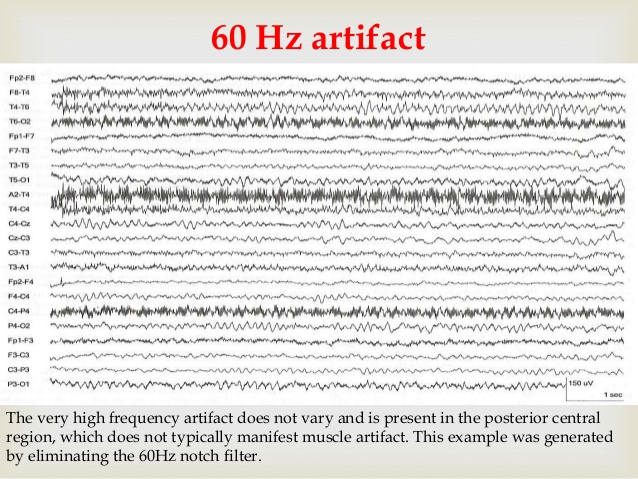 60 Hz artifact
Fp2-F8
F8-T4
T4-T6
T6-O2
Fp1-F7
F7-T3
T3-T5
T5-O1
A2-T4
T4-C4
C4-Cz
Cz-C3
C3-T3
T3-A1
Fp2-F4
F4-C4
C4-P4
P4-O2
Fp1-F3
F3-C3
C3-P3
P3-O1
150 uV
1 sec
The very high frequency artifact does not vary and is present in the posterior central
region, which does not typically manifest muscle artifact. This example was generated
by eliminating the 60Hz notch filter.